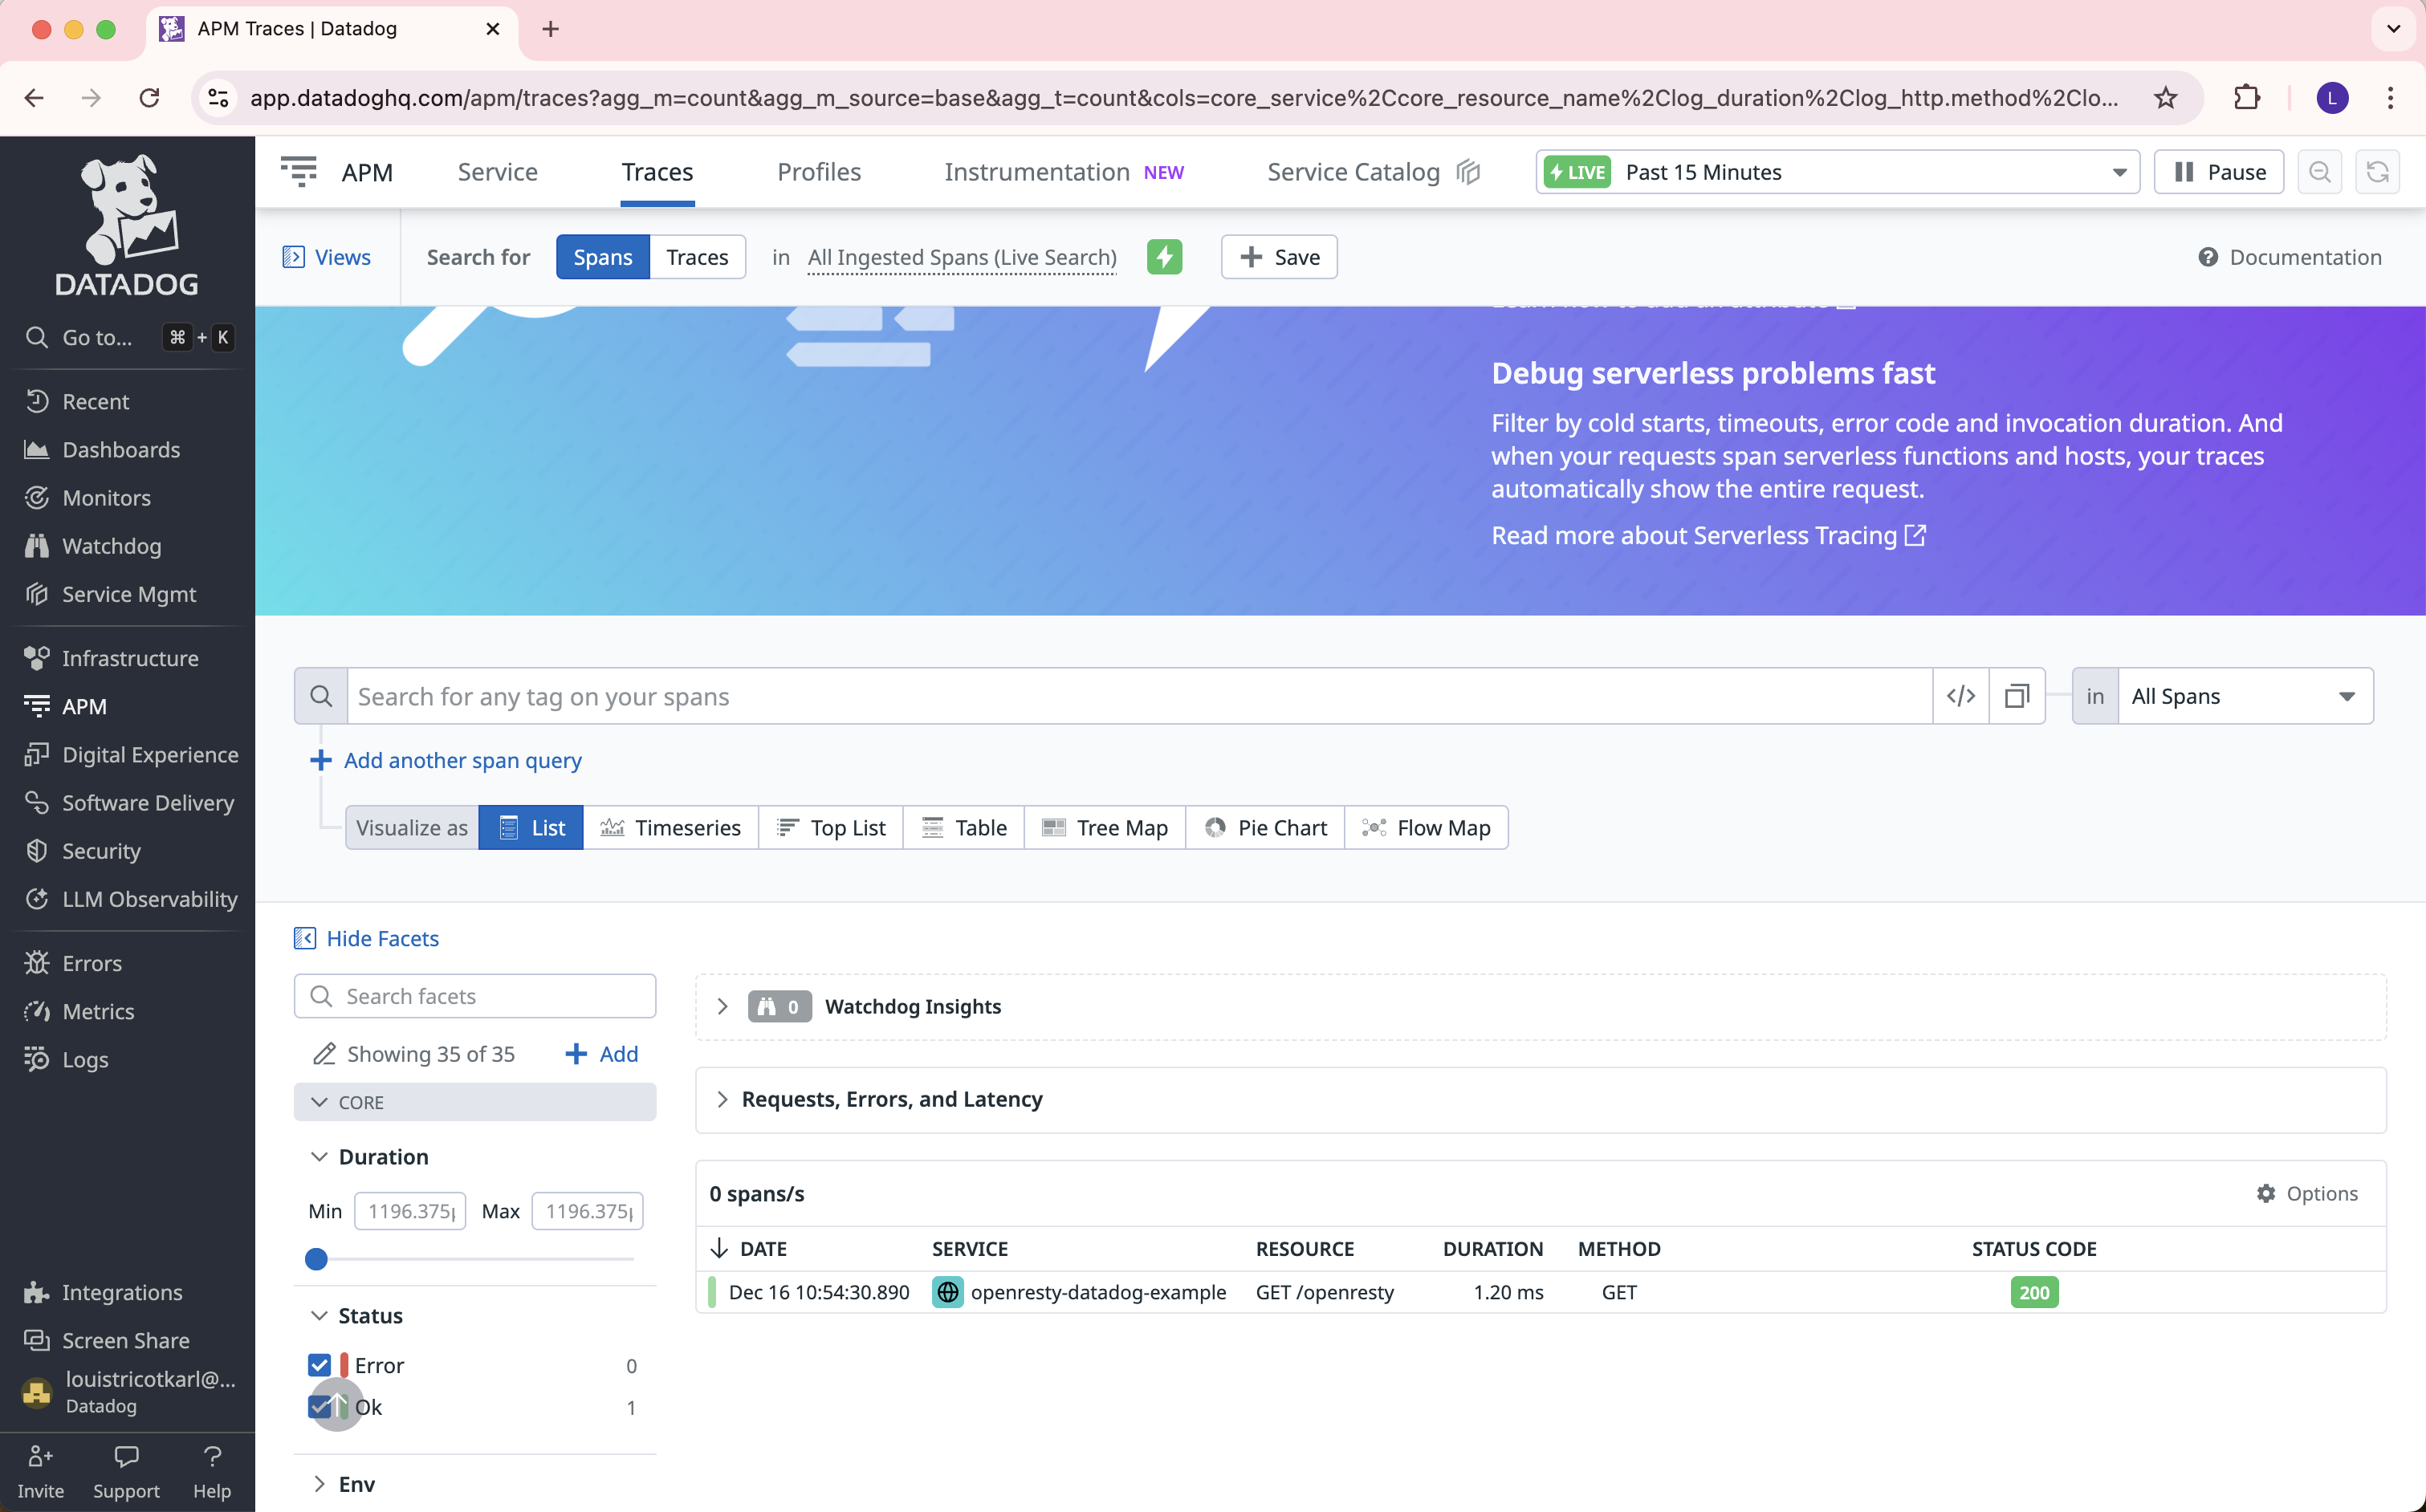 APM Traces | Datadog
app.datadoghq.com/apm/traces?agg_m=count&agg_m_source=base&agg_t=count&cols=core_service%2Ccore_resource_name%2Clog_duration%2Clog_http.method%2Clo...
L
DATADOG
Go to... ⌘ + K
Recent
Dashboards
Monitors
Watchdog
Service Mgmt
Infrastructure
APM
Digital Experience
Software Delivery
Security
LLM Observability
Errors
Metrics
Logs
Integrations
Screen Share
louistricotkarl@...
Datadog
Invite Support Help
APM Service Traces Profiles Instrumentation NEW Service Catalog LIVE Past 15 Minutes Pause
Views Search for Spans Traces in All Ingested Spans (Live Search) Save Documentation
Debug serverless problems fast
Filter by cold starts, timeouts, error code and invocation duration. And
when your requests span serverless functions and hosts, your traces
automatically show the entire request.
Read more about Serverless Tracing
Search for any tag on your spans </> in All Spans
Add another span query
Visualize as List Timeseries Top List Table Tree Map Pie Chart Flow Map
Hide Facets
Search facets
Showing 35 of 35 Add
CORE
Duration
Min 1196.375 Max 1196.375
Status
Error 0
Ok 1
Env
0 Watchdog Insights
Requests, Errors, and Latency
0 spans/s Options
DATE SERVICE RESOURCE DURATION METHOD STATUS CODE
Dec 16 10:54:30.890 openresty-datadog-example GET /openresty 1.20 ms GET 200